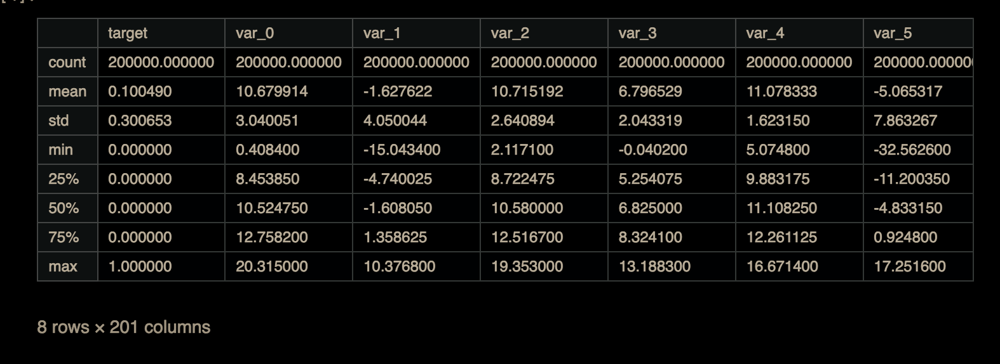 target var_0 var_1 var_2 var_3 var_4 var_5
count 200000.000000 200000.000000 200000.000000 200000.000000 200000.000000 200000.000000 200000.00000
mean 0.100490 10.679914 -1.627622 10.715192 6.796529 11.078333 -5.065317
std 0.300653 3.040051 4.050044 2.640894 2.043319 1.623150 7.863267
min 0.000000 0.408400 -15.043400 2.117100 -0.040200 5.074800 -32.562600
25% 0.000000 8.453850 -4.740025 8.722475 5.254075 9.883175 -11.200350
50% 0.000000 10.524750 -1.608050 10.580000 6.825000 11.108250 -4.833150
75% 0.000000 12.758200 1.358625 12.516700 8.324100 12.261125 0.924800
max 1.000000 20.315000 10.376800 19.353000 13.188300 16.671400 17.251600
8 rows × 201 columns